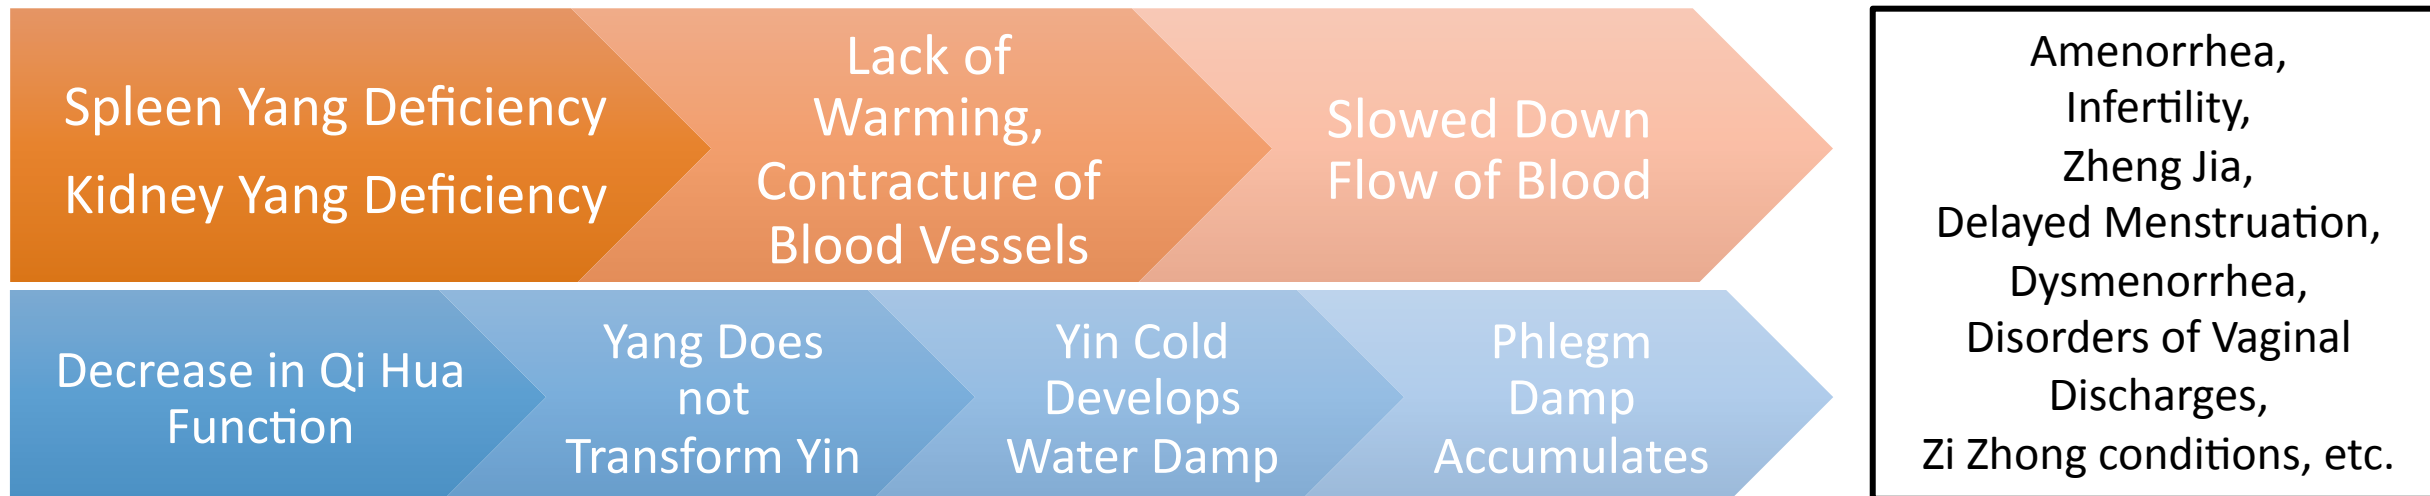 Spleen Yang Deficiency
Kidney Yang Deficiency
Lack of
Warming,
Contracture of
Blood Vessels
Slowed Down
Flow of Blood
Decrease in Qi Hua
Function
Yang Does
not
Transform Yin
Yin Cold
Develops
Water Damp
Phlegm
Damp
Accumulates
Amenorrhea,
Infertility,
Zheng Jia,
Delayed Menstruation,
Dysmenorrhea,
Disorders of Vaginal
Discharges,
Zi Zhong conditions, etc.